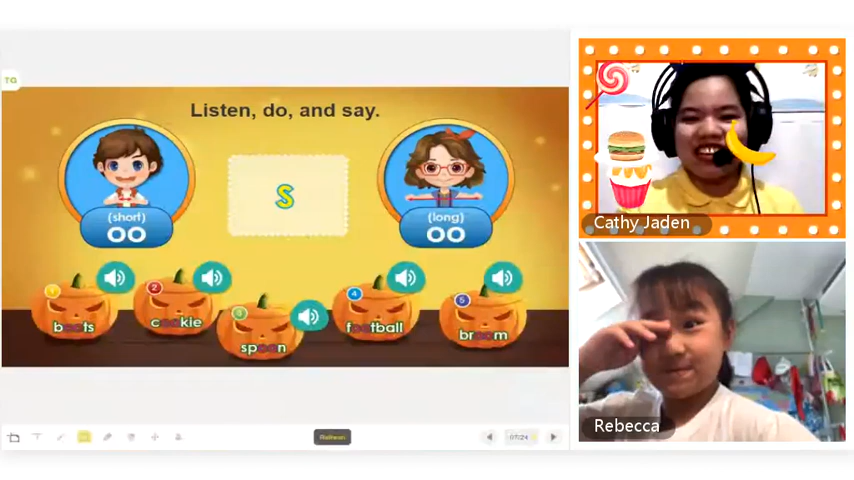 TG
Listen, do, and say.
S
(short)
OO
(long)
OO
1
2
3
4
5
boots
cookie
spoon
football
broom
Cathy Jaden
Rebecca
07/24